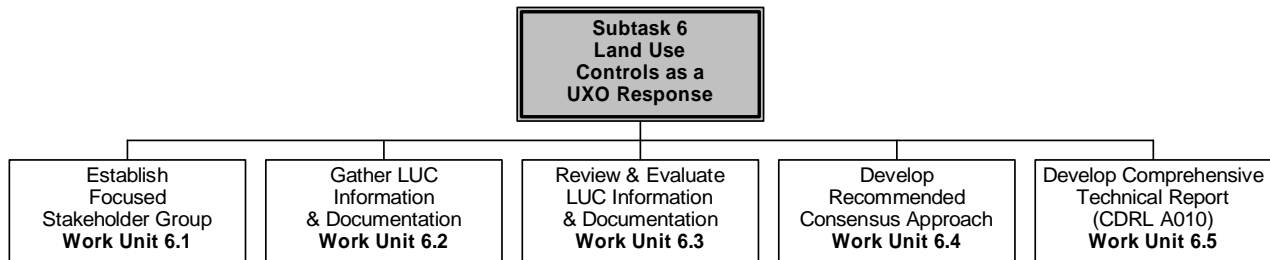 Subtask 6
Land Use
Controls as a
UXO Response
Establish
Focused
Stakeholder Group
Work Unit 6.1
Gather LUC
Information
& Documentation
Work Unit 6.2
Review & Evaluate
LUC Information
& Documentation
Work Unit 6.3
Develop
Recommended
Consensus Approach
Work Unit 6.4
Develop Comprehensive
Technical Report
(CDRL A010)
Work Unit 6.5